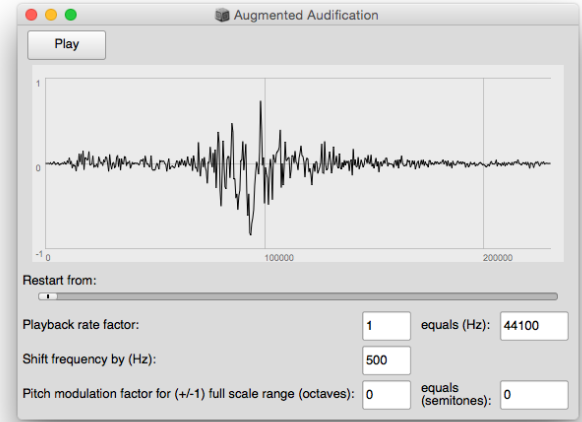 Augmented Audification
Play
1
0
-1
0 100000 200000
Restart from:
Playback rate factor: 1 equals (Hz): 44100
Shift frequency by (Hz): 500
Pitch modulation factor for (+/-1) full scale range (octaves): 0 equals (semitones): 0